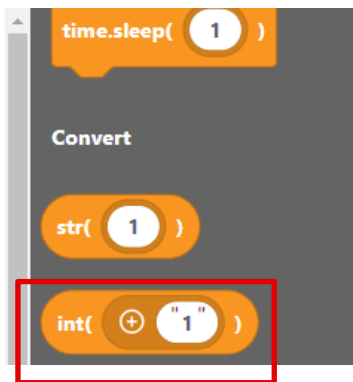 time.sleep( 1 )
Convert
str( 1 )
int( + "1" )